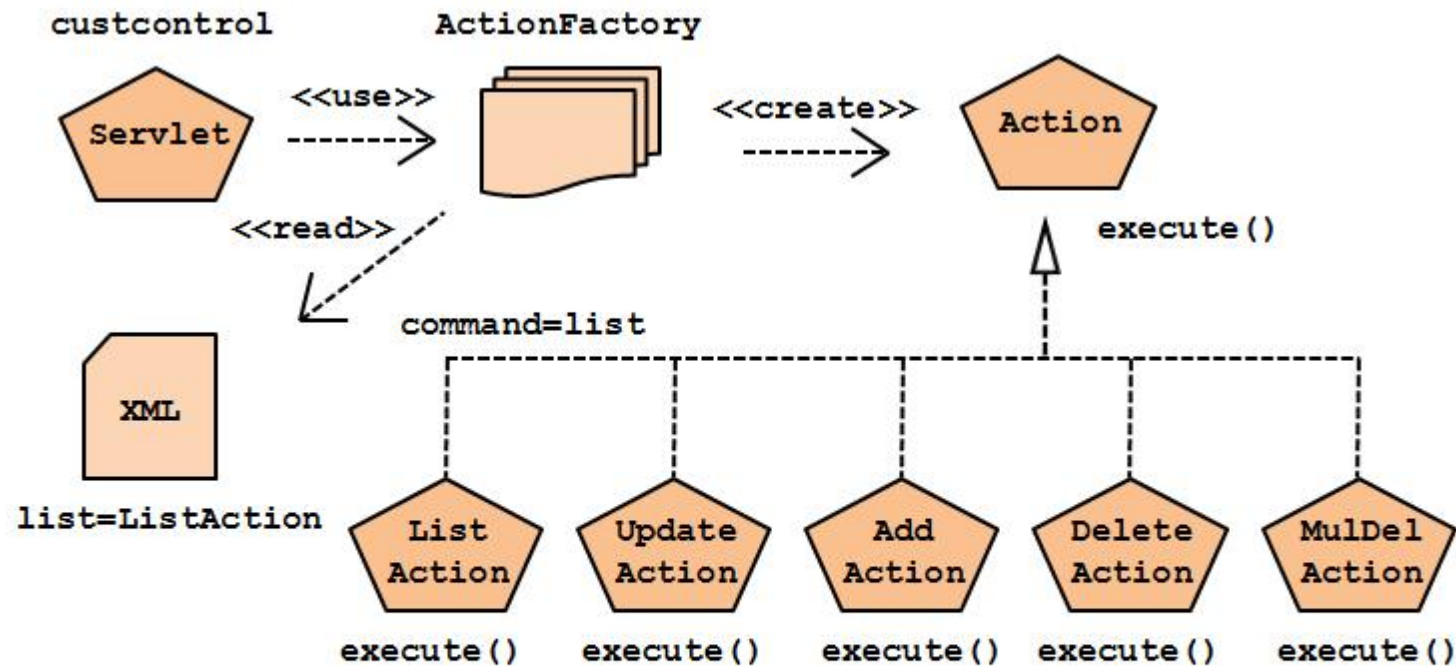 custcontrol
ActionFactory
<<use>>
<<create>>
Servlet
Action
<<read>>
execute()
command=list
XML
list=ListAction
List
Action
Update
Action
Add
Action
Delete
Action
MulDel
Action
execute()
execute()
execute()
execute()
execute()